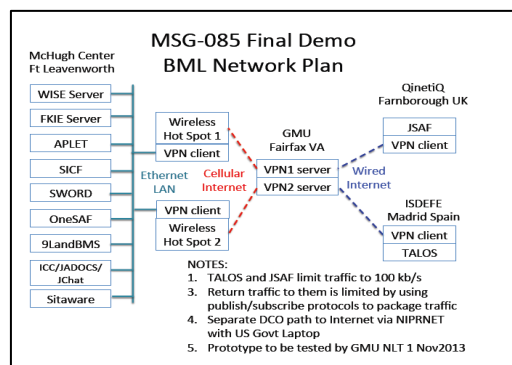 MSG-085 Final Demo
BML Network Plan
McHugh Center
Ft Leavenworth
WISE Server
FKIE Server
APLET
SICF
SWORD
OneSAF
9LandBMS
ICC/JADOCS/
JChat
Sitaware
Ethernet
LAN
Wireless
Hot Spot 1
VPN client
VPN client
Wireless
Hot Spot 2
Cellular
Internet
GMU
Fairfax VA
VPN1 server
VPN2 server
Wired
Internet
QinetiQ
Farnborough UK
JSAF
VPN client
ISDEFE
Madrid Spain
VPN client
TALOS
NOTES:
1. TALOS and JSAF limit traffic to 100 kb/s
3. Return traffic to them is limited by using
publish/subscribe protocols to package traffic
4. Separate DCO path to Internet via NIPRNET
with US Govt Laptop
5. Prototype to be tested by GMU NLT 1 Nov2013